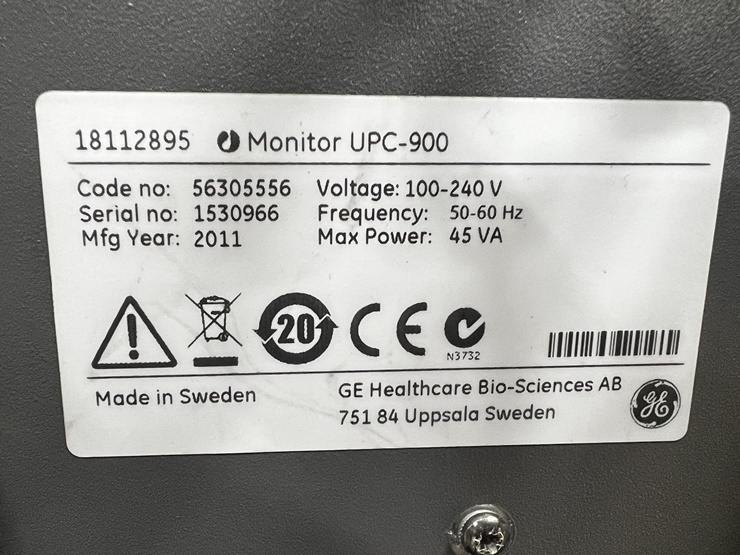 18112895 Monitor UPC-900
Code no: 56305556 Voltage: 100-240 V
Serial no: 1530966 Frequency: 50-60 Hz
Mfg Year: 2011 Max Power: 45 VA
20 CE N3732
Made in Sweden GE Healthcare Bio-Sciences AB
751 84 Uppsala Sweden
GE